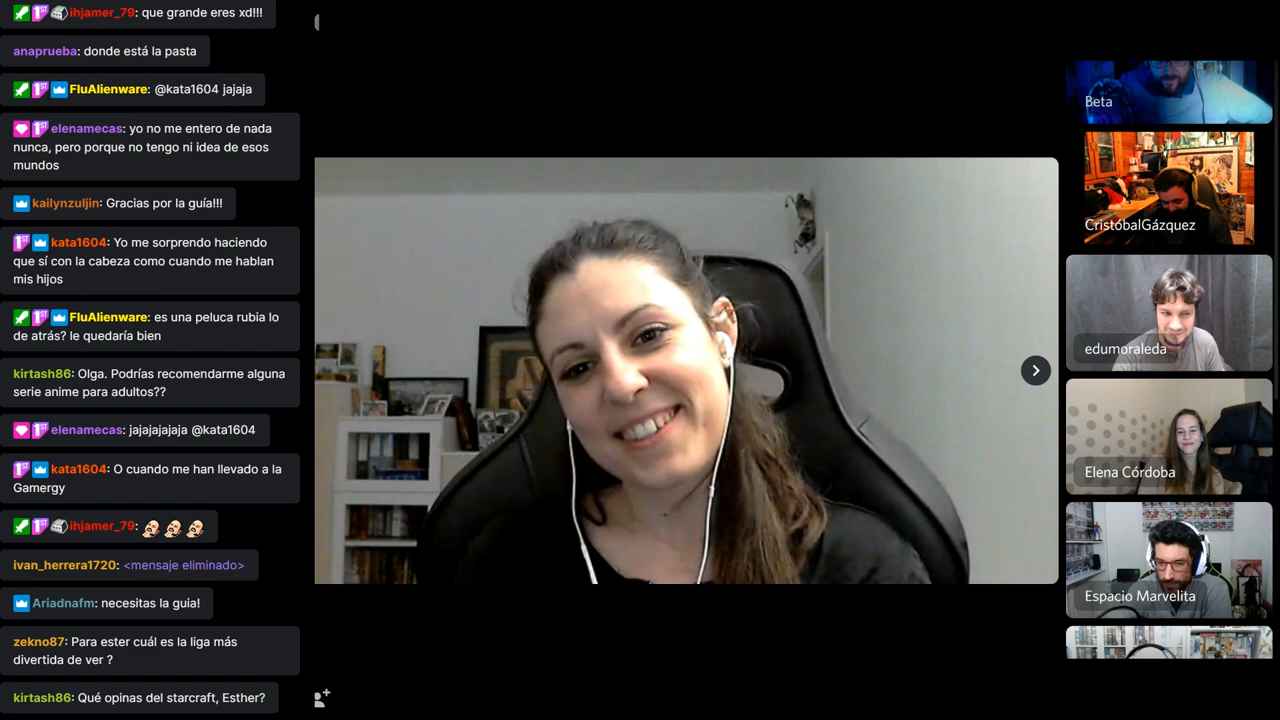 ihjamer_79: que grande eres xd!!!
anaprueba: donde está la pasta
FluAlienware: @kata1604 jajaja
elenamecas: yo no me entero de nada
nunca, pero porque no tengo ni idea de esos
mundos
kailynzuljin: Gracias por la guía!!!
kata1604: Yo me sorprendo haciendo
que sí con la cabeza como cuando me hablan
mis hijos
FluAlienware: es una peluca rubia lo
de atrás? le quedaría bien
kirtash86: Olga. Podrías recomendarme alguna
serie anime para adultos??
elenamecas: jajajajajaja @kata1604
kata1604: O cuando me han llevado a la
Gamergy
ihjamer_79:
ivan_herrera1720: <mensaje eliminado>
Ariadnafm: necesitas la guia!
zekno87: Para ester cuál es la liga más
divertida de ver ?
kirtash86: Qué opinas del starcraft, Esther?
Beta
CristóbalGázquez
edumoraleda
Elena Córdoba
Espacio Marvelita